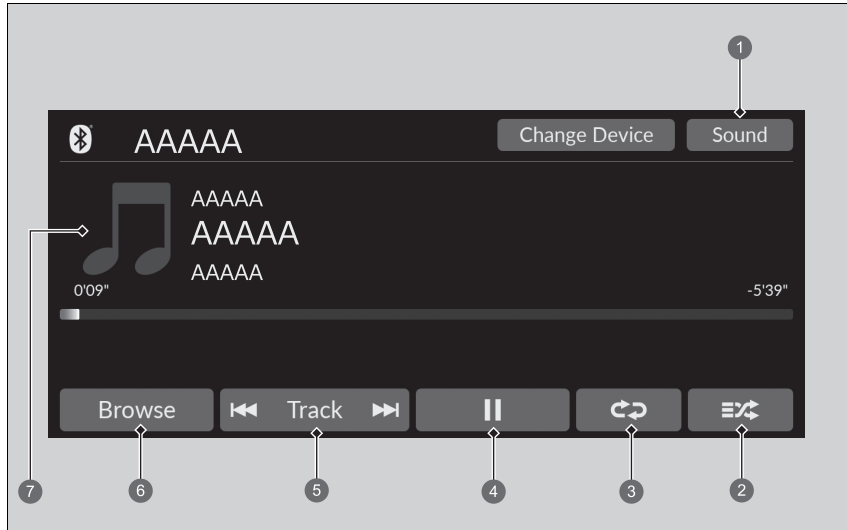 1
AAAAA
Change Device
Sound
AAAAA
AAAAA
AAAAA
7
0'09"
-5'39"
Browse
Track
6
5
4
3
2